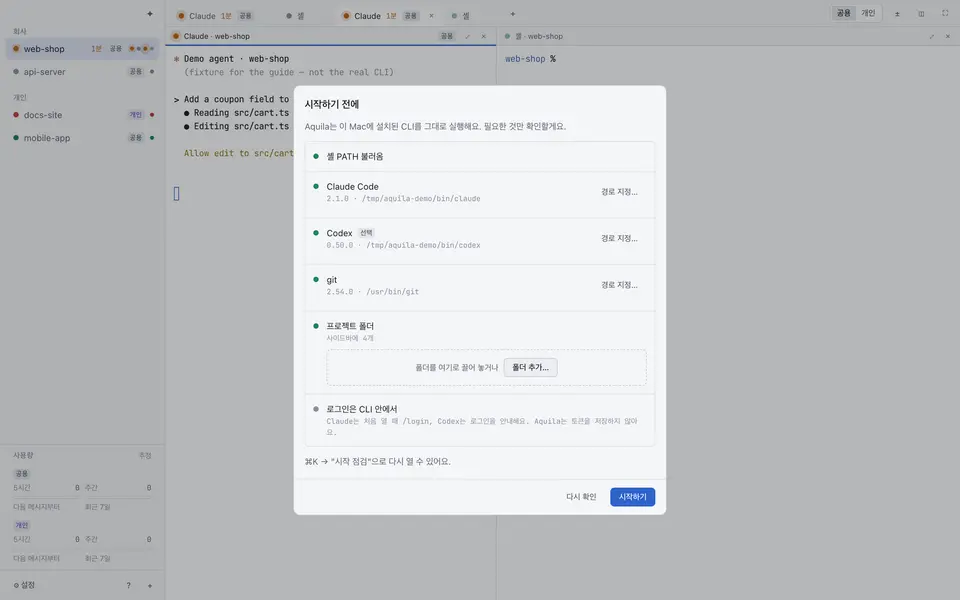 회사
web-shop 1분 공용
api-server 공용
개인
docs-site 개인
mobile-app 공용
사용량 추정
공용
5시간 0 주간 0
다음 메시지부터 최근 7일
개인
5시간 0 주간 0
다음 메시지부터 최근 7일
설정 ?
Claude 1분 공용
셸
Claude 1분 공용 ×
셸
+
공용 개인
Claude · web-shop 공용
셸 · web-shop
Demo agent · web-shop
(fixture for the guide — not the real CLI)
> Add a coupon field to
Reading src/cart.ts
Editing src/cart.ts
Allow edit to src/cart
web-shop %
시작하기 전에
Aquila는 이 Mac에 설치된 CLI를 그대로 실행해요. 필요한 것만 확인할게요.
셸 PATH 불러옴
Claude Code
2.1.0 · /tmp/aquila-demo/bin/claude
경로 지정…
Codex 선택
0.50.0 · /tmp/aquila-demo/bin/codex
경로 지정…
git
2.54.0 · /usr/bin/git
경로 지정…
프로젝트 폴더
사이드바에 4개
폴더를 여기로 끌어 놓거나 폴더 추가…
로그인은 CLI 안에서
Claude는 처음 열 때 /login, Codex는 로그인을 안내해요. Aquila는 토큰을 저장하지 않아
요.
⌘K → "시작 점검"으로 다시 열 수 있어요.
다시 확인 시작하기